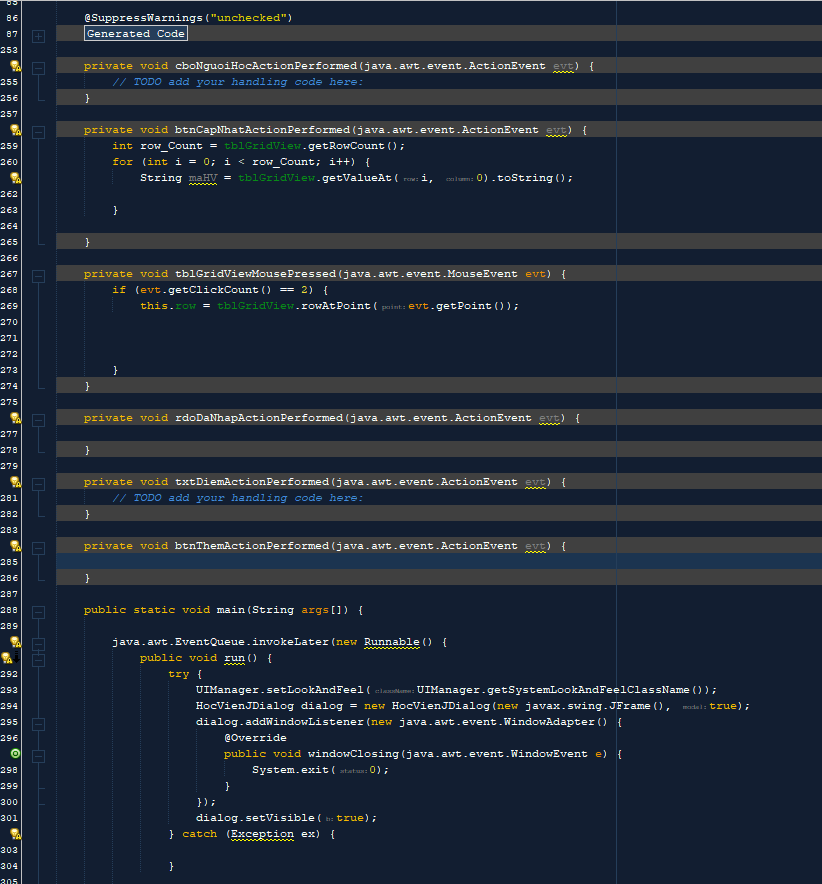 85
86 @SuppressWarnings("unchecked")
87 Generated Code
253
private void cboNguoiHocActionPerformed(java.awt.event.ActionEvent evt) {
255 // TODO add your handling code here:
256 }
257
private void btnCapNhatActionPerformed(java.awt.event.ActionEvent evt) {
259 int row_Count = tblGridView.getRowCount();
260 for (int i = 0; i < row_Count; i++) {
String maHV = tblGridView.getValueAt(row: i, column: 0).toString();
262
263 }
264
265 }
266
267 private void tblGridViewMousePressed(java.awt.event.MouseEvent evt) {
268 if (evt.getClickCount() == 2) {
269 this.row = tblGridView.rowAtPoint(point: evt.getPoint());
270
271
272
273 }
274 }
275
private void rdoDaNhapActionPerformed(java.awt.event.ActionEvent evt) {
277
278 }
279
private void txtDiemActionPerformed(java.awt.event.ActionEvent evt) {
281 // TODO add your handling code here:
282 }
283
private void btnThemActionPerformed(java.awt.event.ActionEvent evt) {
285
286 }
287
288 public static void main(String args[]) {
289
java.awt.EventQueue.invokeLater(new Runnable() {
public void run() {
292 try {
293 UIManager.setLookAndFeel(className: UIManager.getSystemLookAndFeelClassName());
294 HocVienJDialog dialog = new HocVienJDialog(new javax.swing.JFrame(), modal: true);
295 dialog.addWindowListener(new java.awt.event.WindowAdapter() {
296 @Override
public void windowClosing(java.awt.event.WindowEvent e) {
298 System.exit(status: 0);
299 }
300 });
301 dialog.setVisible(b: true);
} catch (Exception ex) {
303
304 }
305